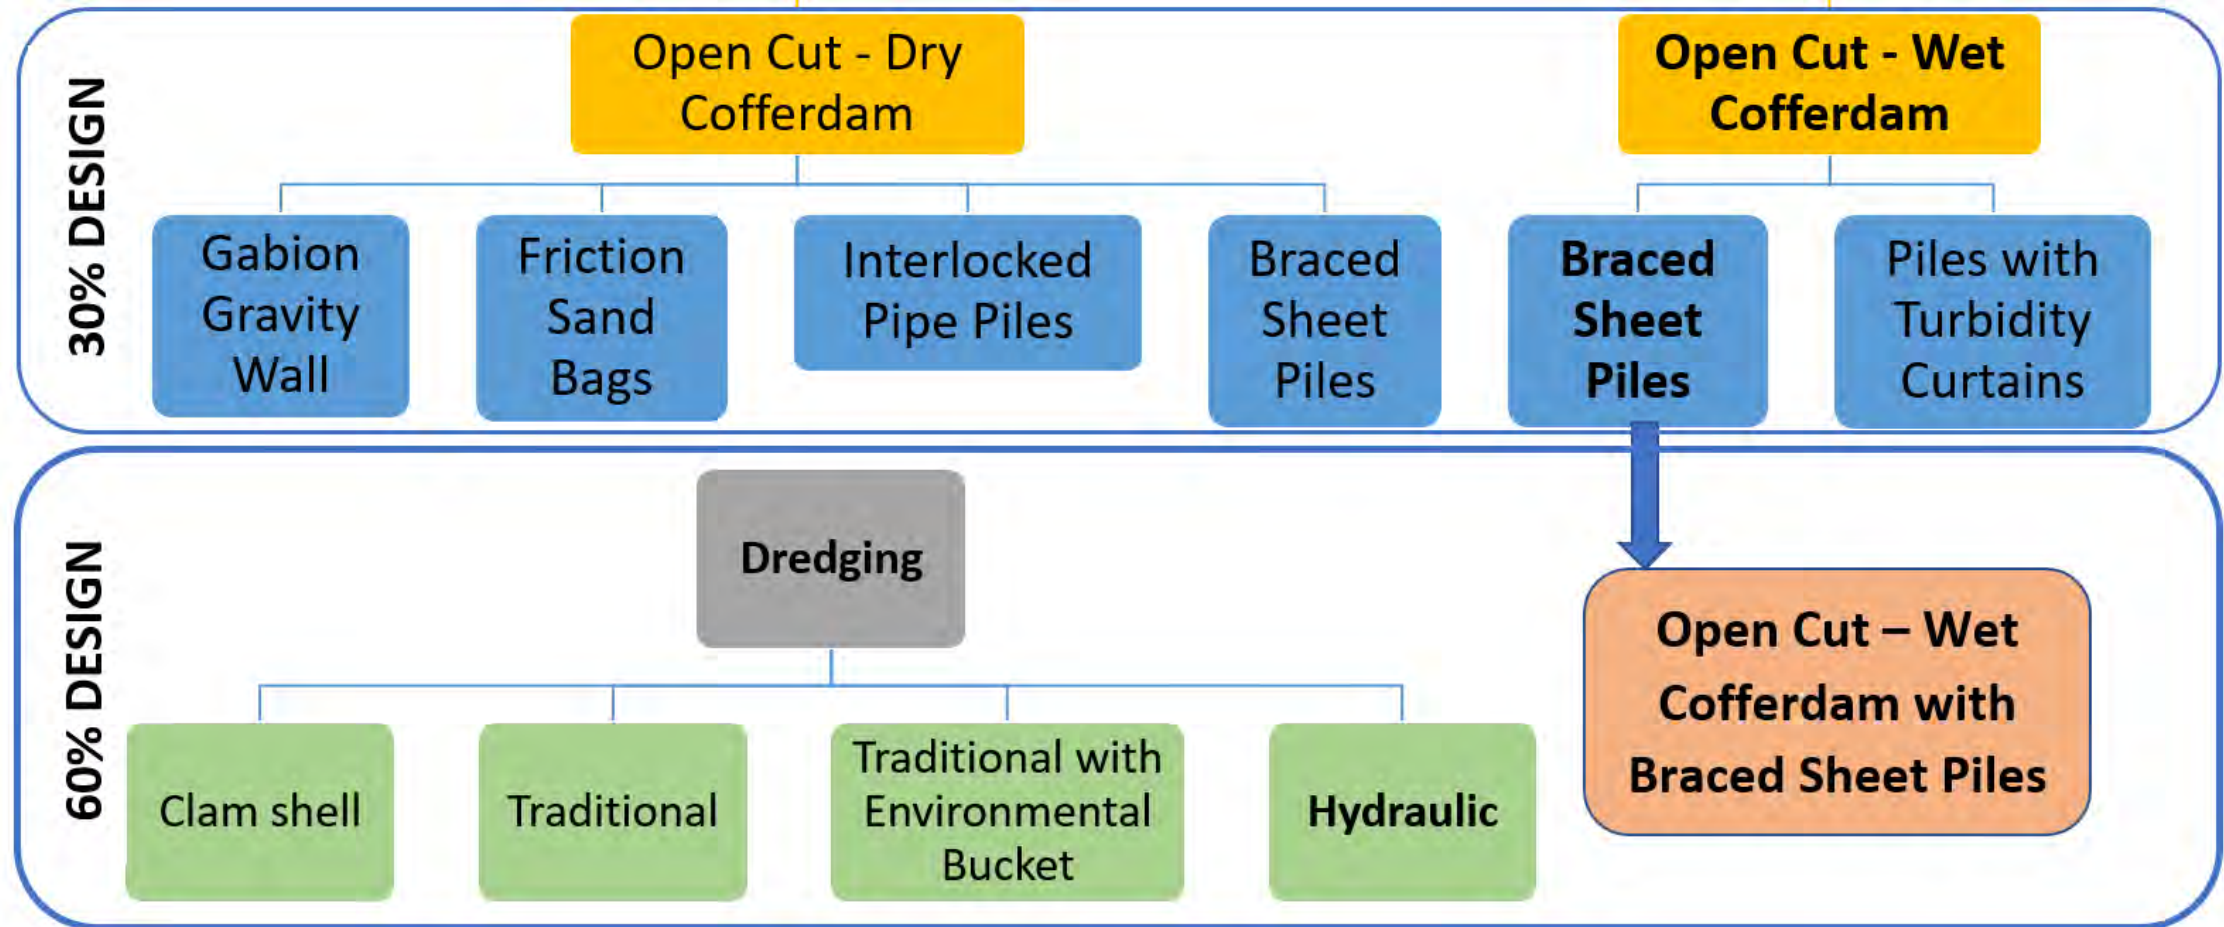 30% DESIGN
Open Cut - Dry
Cofferdam
Open Cut - Wet
Cofferdam
Gabion
Gravity
Wall
Friction
Sand
Bags
Interlocked
Pipe Piles
Braced
Sheet
Piles
Braced
Sheet
Piles
Piles with
Turbidity
Curtains
60% DESIGN
Dredging
Clam shell
Traditional
Traditional with
Environmental
Bucket
Hydraulic
Open Cut – Wet
Cofferdam with
Braced Sheet Piles